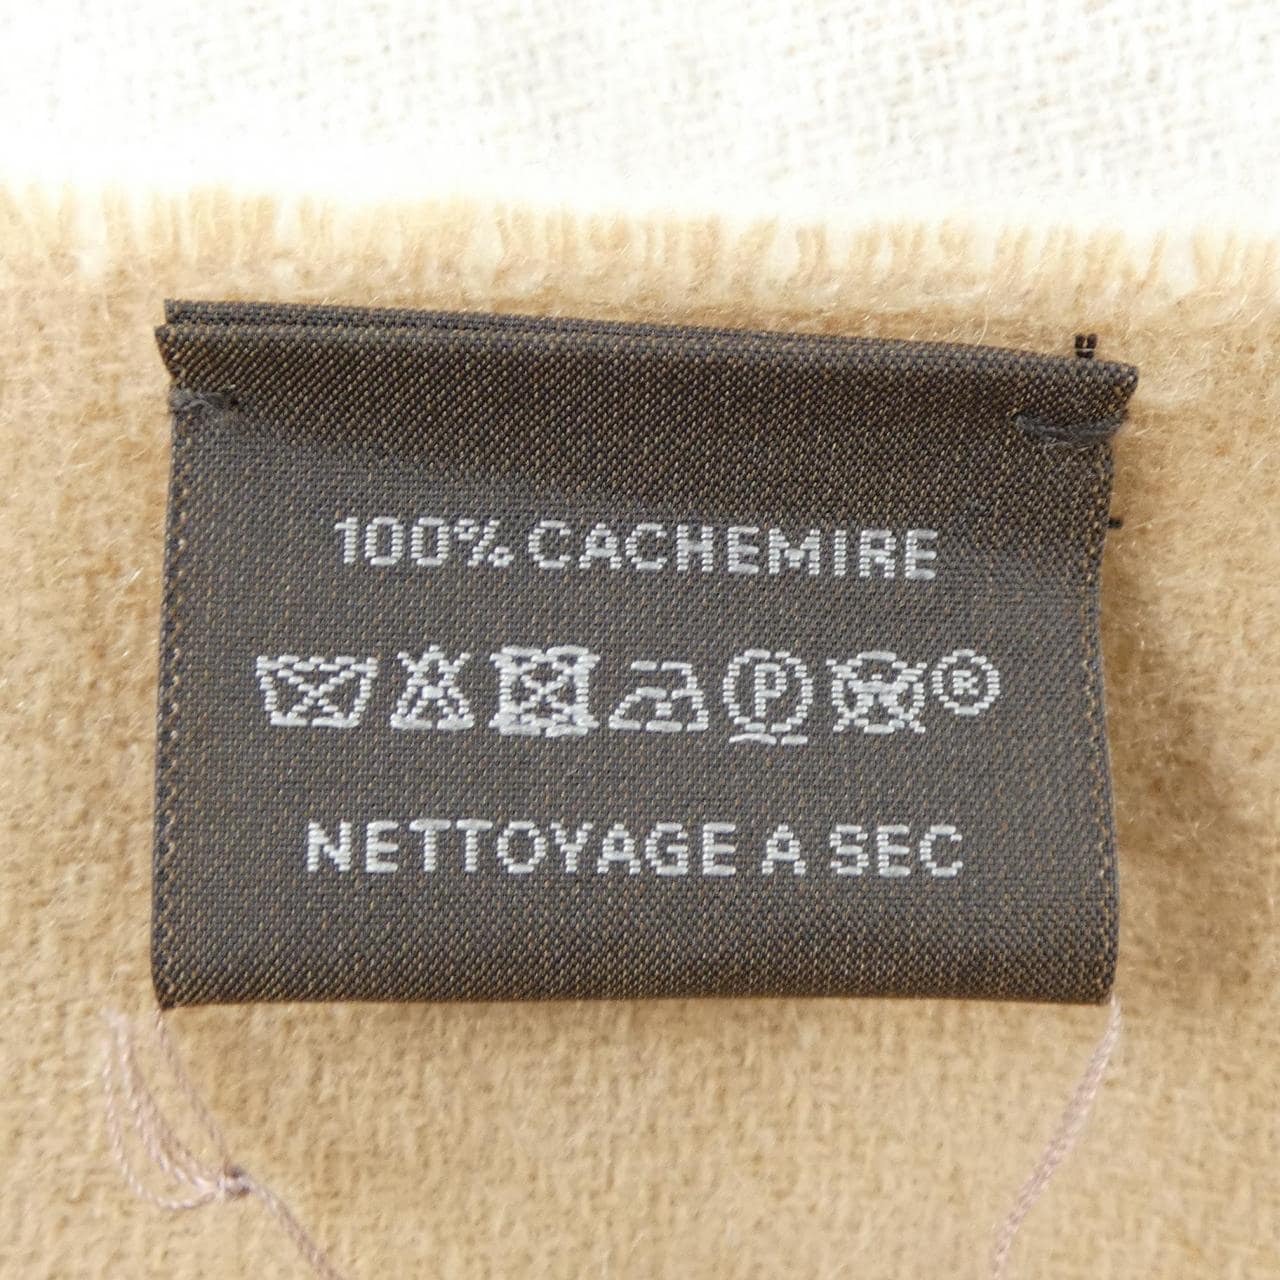 100% CACHEMIRE
P ®
NETTOYAGE A SEC